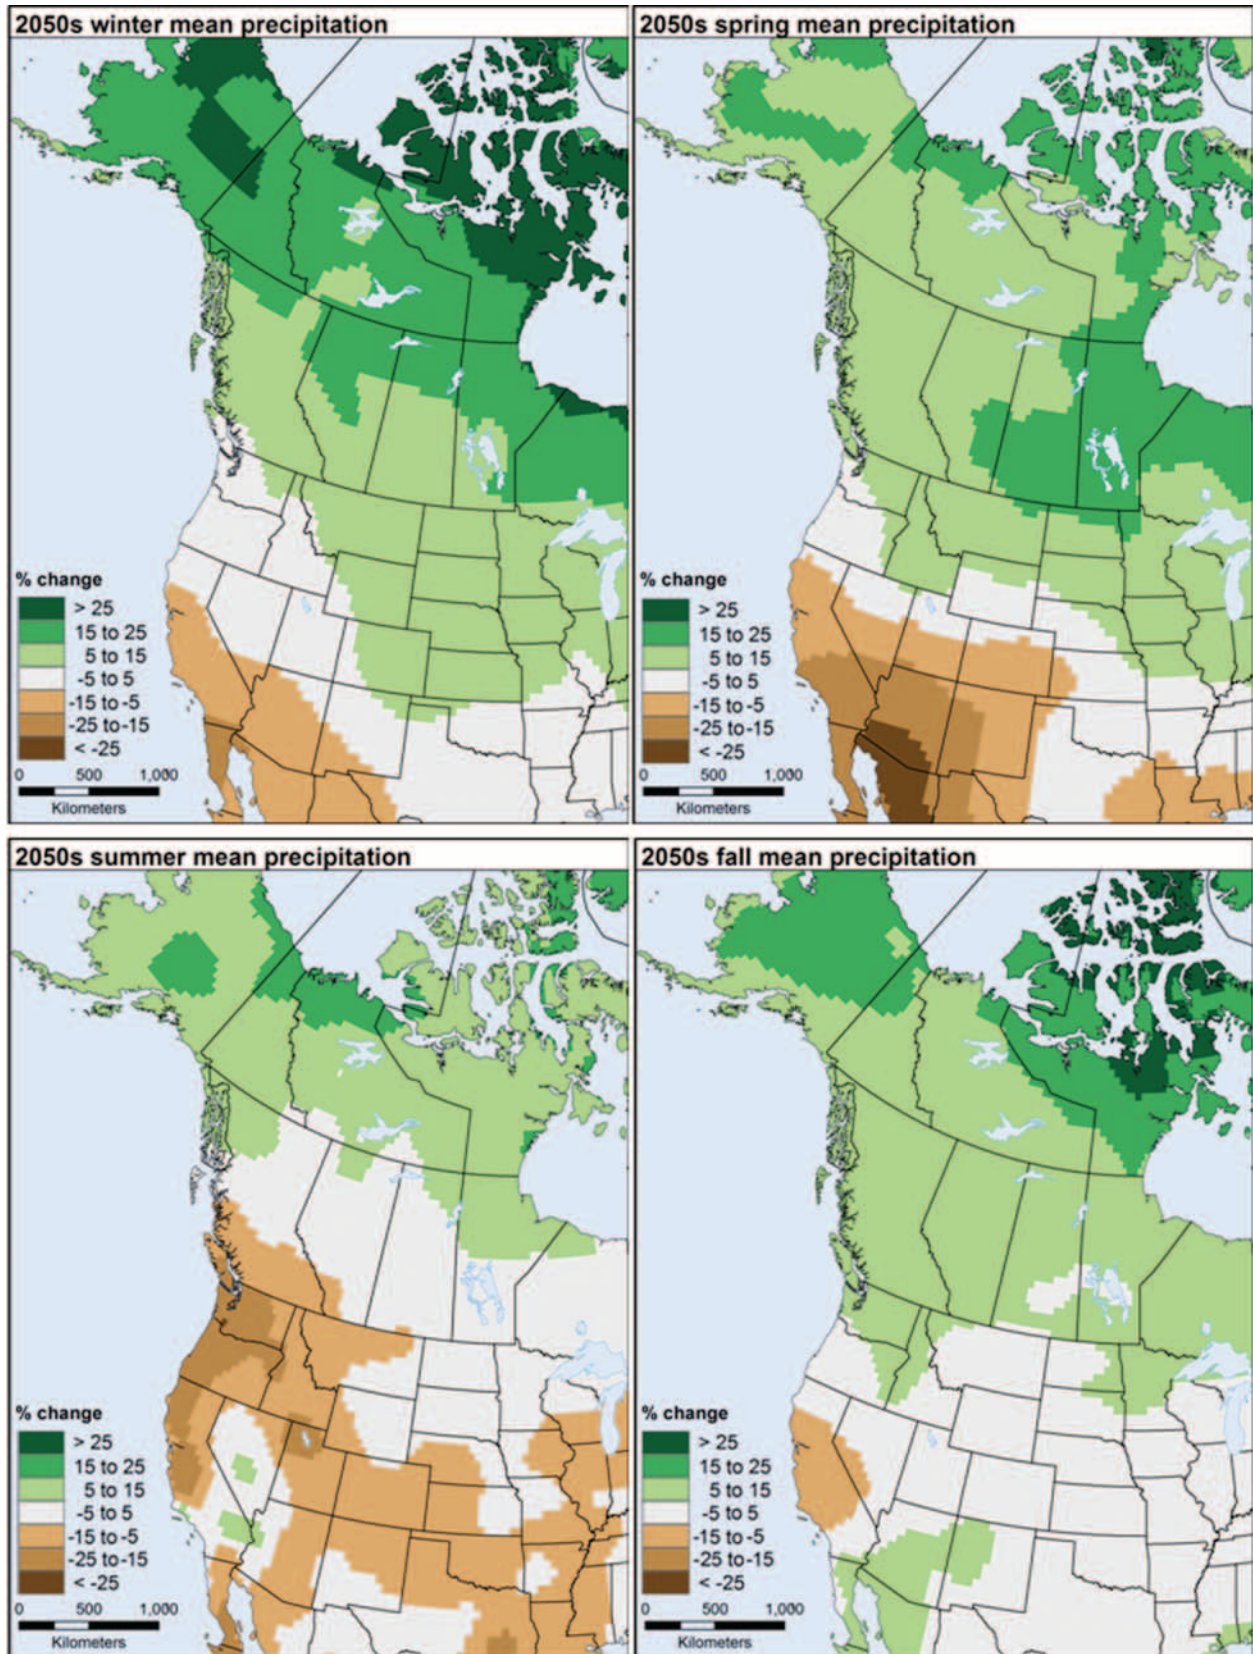 2050s winter mean precipitation
% change
> 25
15 to 25
5 to 15
-5 to 5
-15 to -5
-25 to -15
< -25
0 500 1,000
Kilometers
2050s spring mean precipitation
% change
> 25
15 to 25
5 to 15
-5 to 5
-15 to -5
-25 to -15
< -25
0 500 1,000
Kilometers
2050s summer mean precipitation
% change
> 25
15 to 25
5 to 15
-5 to 5
-15 to -5
-25 to -15
< -25
0 500 1,000
Kilometers
2050s fall mean precipitation
% change
> 25
15 to 25
5 to 15
-5 to 5
-15 to -5
-25 to -15
< -25
0 500 1,000
Kilometers